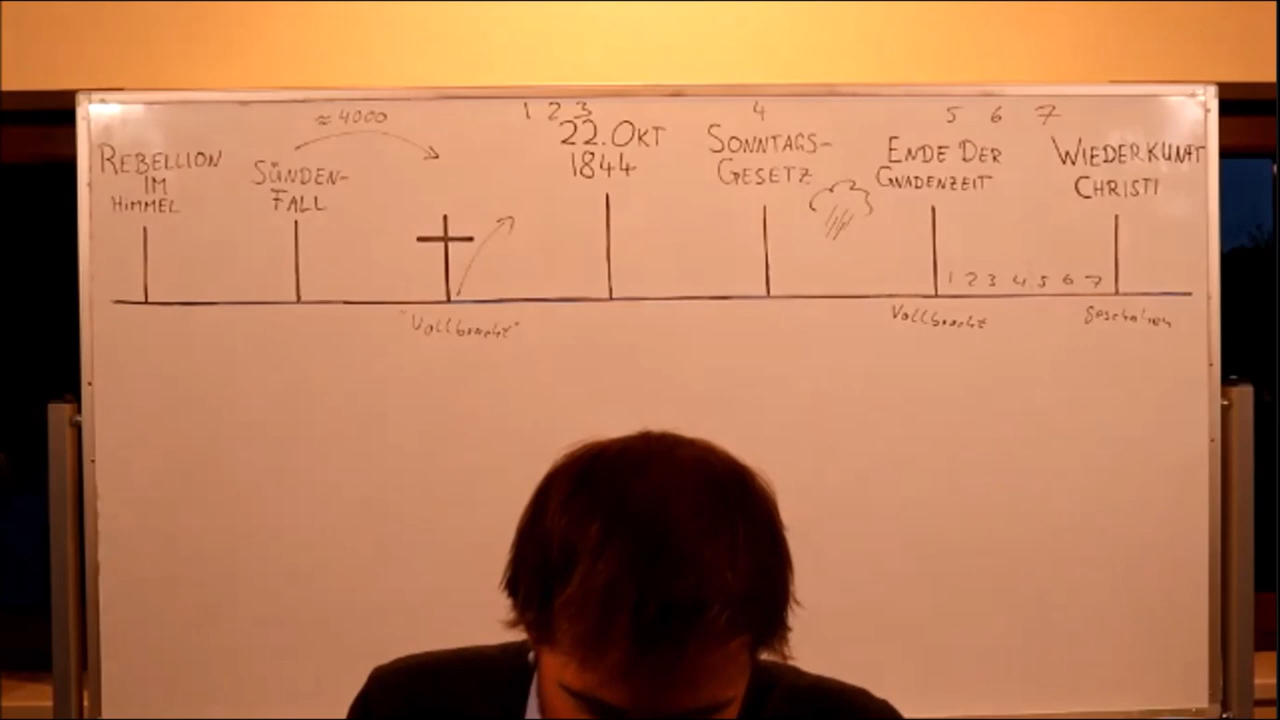 ≈ 4000
1 2 3
4
5 6 7
REBELLION
IM
HIMMEL
SÜNDEN-
FALL
22. OKT
1844
SONNTAGS-
GESETZ
ENDE DER
GNADENZEIT
WIEDERKUNFT
CHRISTI
1 2 3 4 5 6 7
"Vollbracht"
Vollbracht
Geschehen